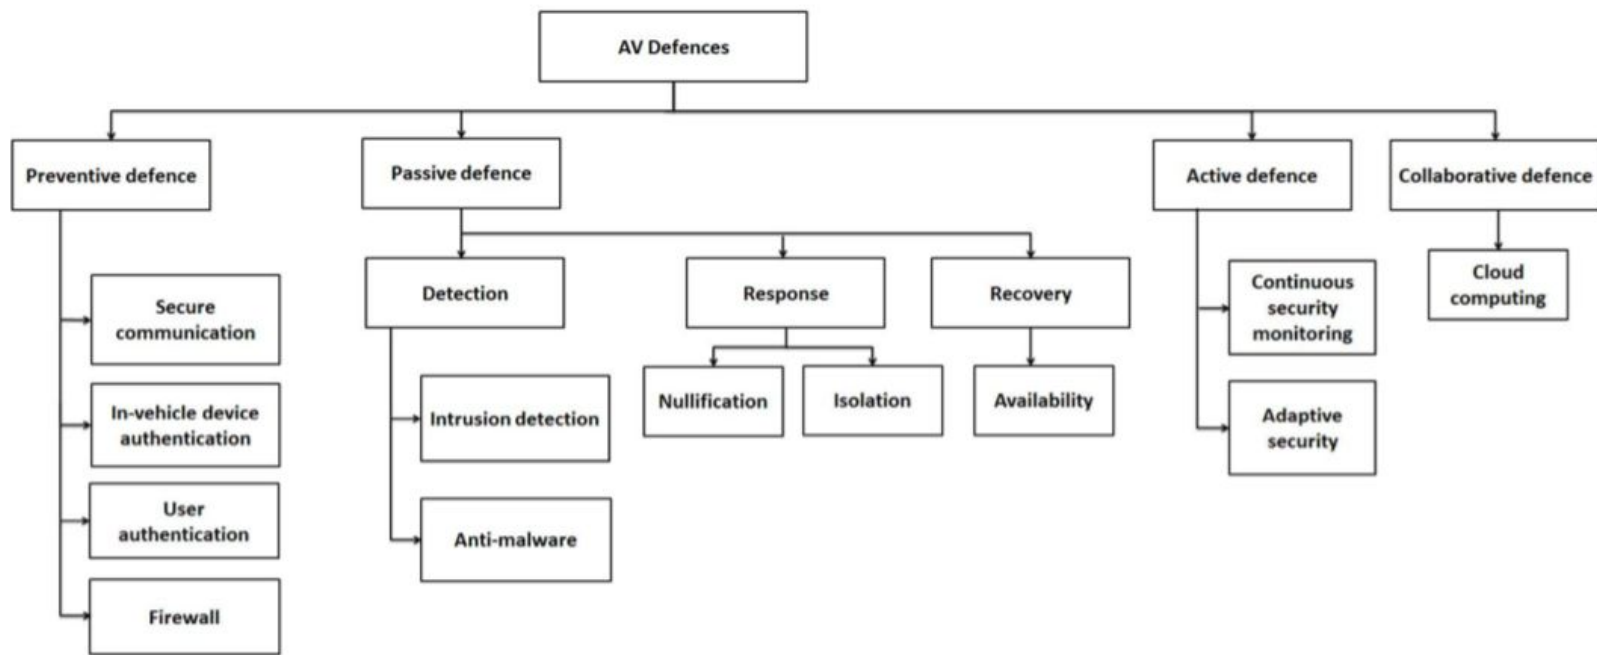 AV Defences
Preventive defence
Passive defence
Active defence
Collaborative defence
Secure
communication
In-vehicle device
authentication
User
authentication
Firewall
Detection
Intrusion detection
Anti-malware
Response
Nullification
Isolation
Recovery
Availability
Continuous
security
monitoring
Adaptive
security
Cloud
computing